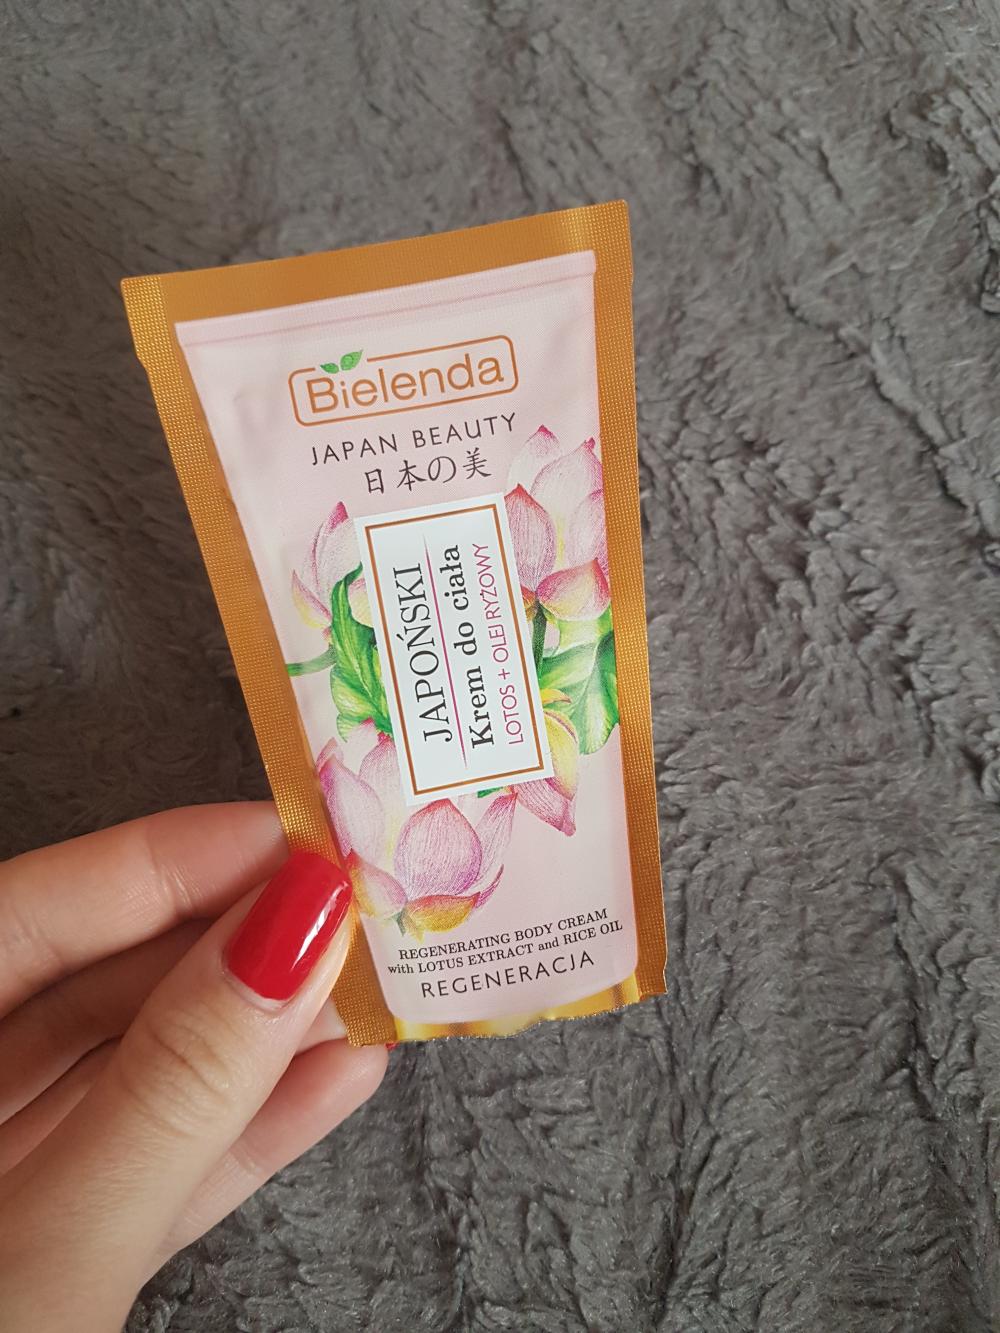 Bielenda
JAPAN BEAUTY
日本の美
JAPOŃSKI
Krem do ciała
LOTOS + OLEJ RYŻOWY
REGENERATING BODY CREAM
with LOTUS EXTRACT and RICE OIL
REGENERACJA